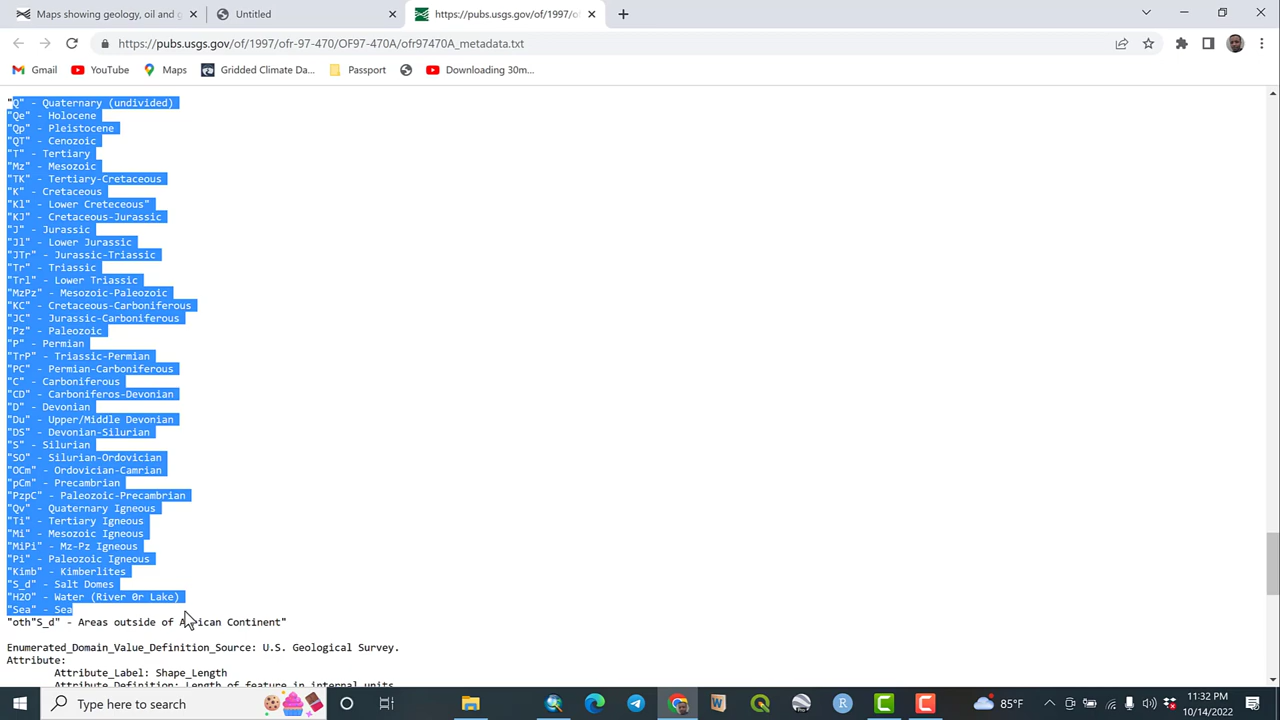 Maps showing geology, oil and g
Untitled
https://pubs.usgs.gov/of/1997/o
https://pubs.usgs.gov/of/1997/ofr-97-470/OF97-470A/ofr97470A_metadata.txt
Gmail
YouTube
Maps
Gridded Climate Da...
Passport
Downloading 30m...
"Q" - Quaternary (undivided)
"Qe" - Holocene
"Qp" - Pleistocene
"QT" - Cenozoic
"T" - Tertiary
"Mz" - Mesozoic
"TK" - Tertiary-Cretaceous
"K" - Cretaceous
"Kl" - Lower Creteceous"
"KJ" - Cretaceous-Jurassic
"J" - Jurassic
"Jl" - Lower Jurassic
"JTr" - Jurassic-Triassic
"Tr" - Triassic
"Trl" - Lower Triassic
"MzPz" - Mesozoic-Paleozoic
"KC" - Cretaceous-Carboniferous
"JC" - Jurassic-Carboniferous
"Pz" - Paleozoic
"P" - Permian
"TrP" - Triassic-Permian
"PC" - Permian-Carboniferous
"C" - Carboniferous
"CD" - Carboniferos-Devonian
"D" - Devonian
"Du" - Upper/Middle Devonian
"DS" - Devonian-Silurian
"S" - Silurian
"SO" - Silurian-Ordovician
"OCm" - Ordovician-Camrian
"pCm" - Precambrian
"PzpC" - Paleozoic-Precambrian
"Qv" - Quaternary Igneous
"Ti" - Tertiary Igneous
"Mi" - Mesozoic Igneous
"MiPi" - Mz-Pz Igneous
"Pi" - Paleozoic Igneous
"Kimb" - Kimberlites
"S_d" - Salt Domes
"H2O" - Water (River 0r Lake)
"Sea" - Sea
"oth"S_d" - Areas outside of African Continent"
Enumerated_Domain_Value_Definition_Source: U.S. Geological Survey.
Attribute:
Attribute_Label: Shape_Length
Attribute_Definition: Length of feature in internal units.
Type here to search
85°F
11:32 PM
10/14/2022